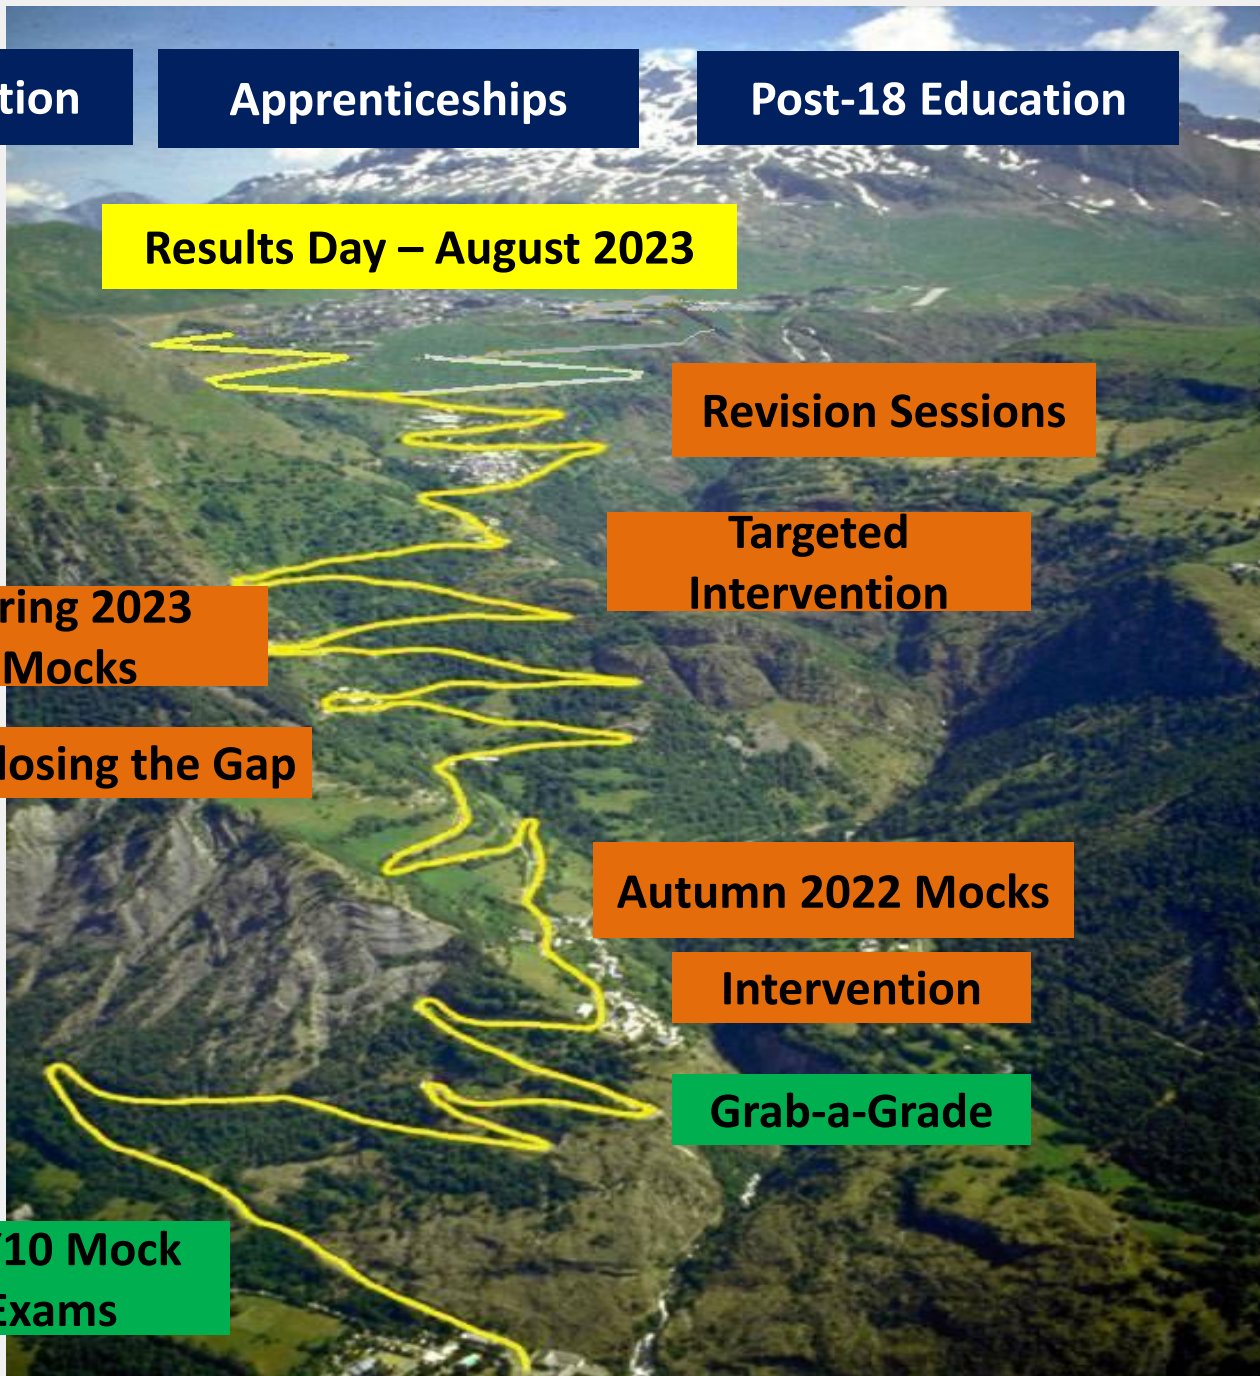 tion
Apprenticeships
Post-18 Education
Results Day – August 2023
Revision Sessions
Targeted
Intervention
ring 2023
Mocks
losing the Gap
Autumn 2022 Mocks
Intervention
Grab-a-Grade
10 Mock
Exams